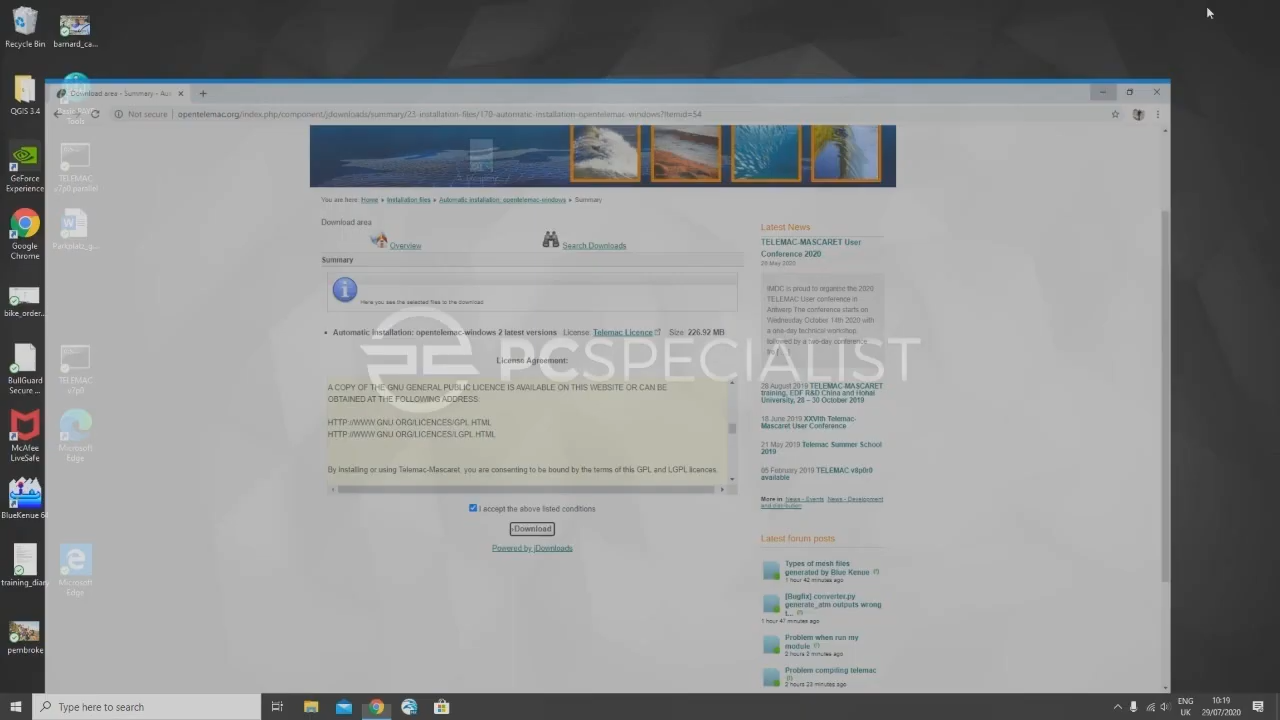 Recycle Bin
pembroke_ca...
Download area - Summary - Aut
Not secure | opentelemac.org/index.php/component/jdownloads/summary/23-installation-files/170-automatic-installation-opentelemac-windows?Itemid=54
QGIS 3.4
Tools
GeForce
Experience
TELEMAC
v7p0 parallel
Google
Chrome
Parkplatz_g...
bike_order...
BullGuard
Secure ...
TELEMAC
v7p0
McAfee
LiveSafe
Microsoft
Edge
BlueKenue 64
training_diary
Microsoft
Edge
pembroke
You are here: Home Installation files Automatic installation: opentelemac-windows Summary
Download area
Overview
Search Downloads
Summary
Here you see the selected files to the download
Automatic installation: opentelemac-windows 2 latest versions License: Telemac Licence Size: 226.92 MB
PCSPECIALIST
License Agreement:
A COPY OF THE GNU GENERAL PUBLIC LICENCE IS AVAILABLE ON THIS WEBSITE OR CAN BE
OBTAINED AT THE FOLLOWING ADDRESS:
HTTP://WWW.GNU.ORG/LICENCES/GPL.HTML
HTTP://WWW.GNU.ORG/LICENCES/LGPL.HTML
By installing or using Telemac-Mascaret, you are consenting to be bound by the terms of this GPL and LGPL licences.
I accept the above listed conditions
Download
Powered by jDownloads
Latest News
TELEMAC-MASCARET User
Conference 2020
IMDC is proud to organise the 2020
TELEMAC User conference in
Antwerp The conference starts on
Wednesday October 14th 2020 with
a one-day technical workshop,
followed by a two-day conference
28 August 2019 TELEMAC-MASCARET
training, EDF R&D China and Hohai
University, 28 – 30 October 2019
18 June 2019 XXVIth Telemac-
Mascaret User Conference
21 May 2019 Telemac Summer School
2019
05 February 2019 TELEMAC v8p0r0
available
More in: News - Events News - Development
and distribution
Latest forum posts
Types of mesh files
generated by Blue Kenue
1 hour 42 minutes ago
[Bugfix] converter.py
generate_atm outputs wrong
t...
1 hour 47 minutes ago
Problem when run my
module
2 hours 2 minutes ago
Problem compiling telemac
2 hours 23 minutes ago
Type here to search
ENG
UK
10:19
29/07/2020